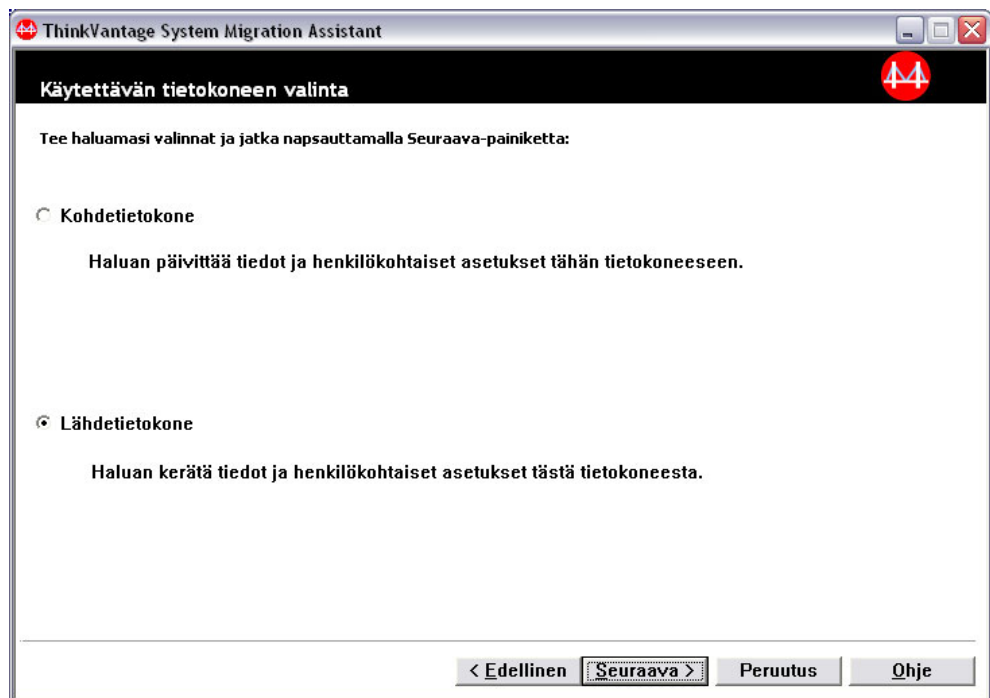 ThinkVantage System Migration Assistant
Käytettävän tietokoneen valinta
Tee haluamasi valinnat ja jatka napsauttamalla Seuraava-painiketta:
Kohdetietokone
Haluan päivittää tiedot ja henkilökohtaiset asetukset tähän tietokoneeseen.
Lähdetietokone
Haluan kerätä tiedot ja henkilökohtaiset asetukset tästä tietokoneesta.
< Edellinen Seuraava > Peruutus Ohje